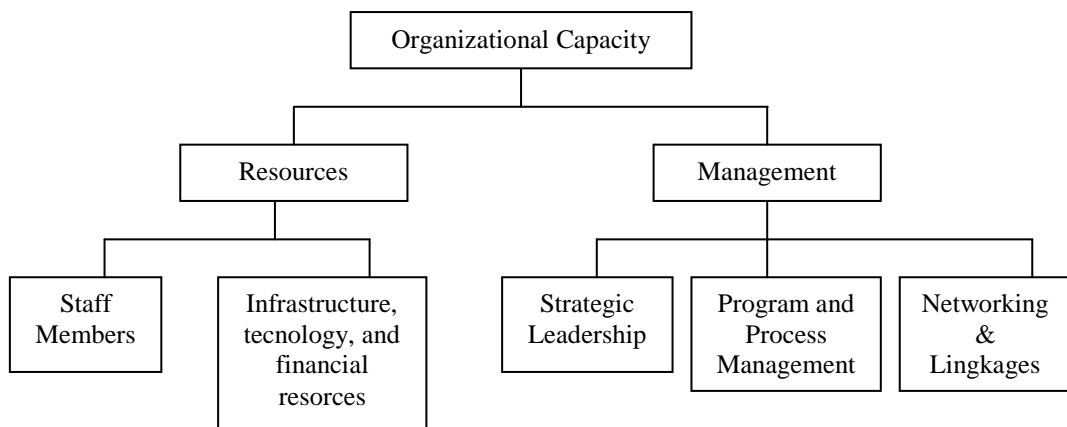 Organizational Capacity
Resources
Management
Staff
Members
Infrastructure,
tecnology, and
financial
resorces
Strategic
Leadership
Program and
Process
Management
Networking
&
Lingkages